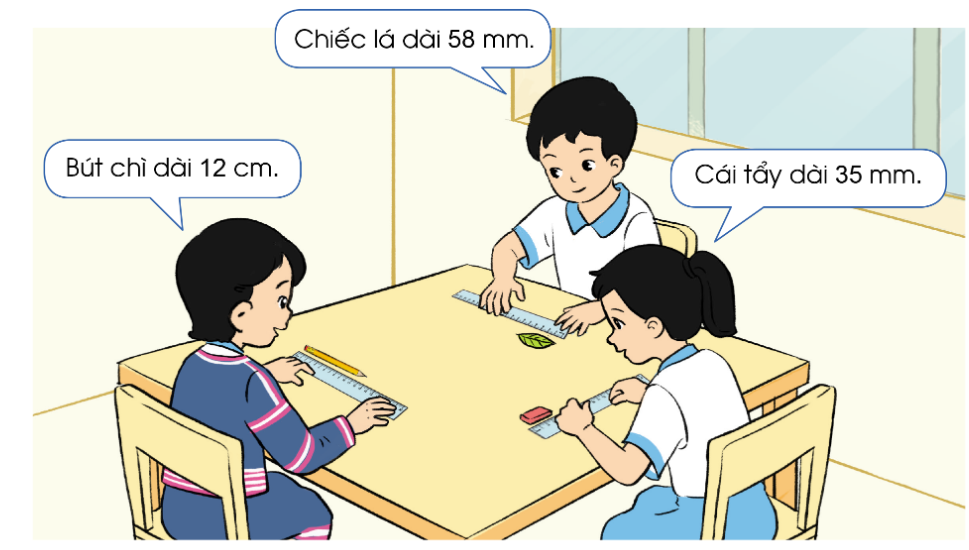 Chiếc lá dài 58 mm.
Bút chì dài 12 cm.
Cái tẩy dài 35 mm.